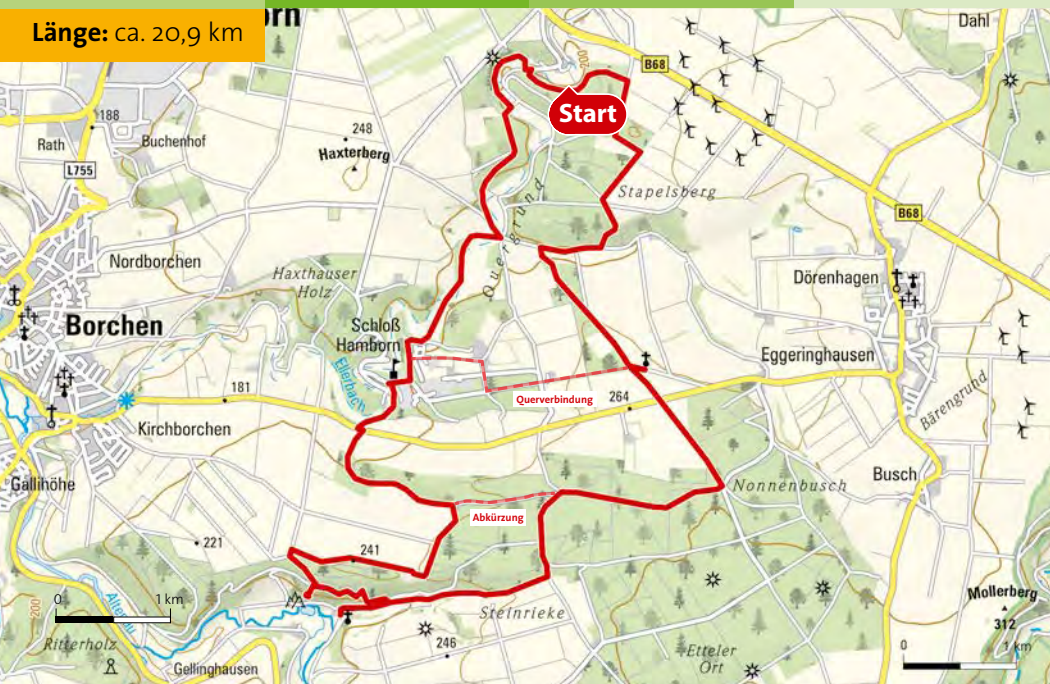 orn
Länge: ca. 20,9 km
Dahl
200
B68
Start
188
248
Rath
Buchenhof
Haxterberg
L755
Stapelsberg
B68
Quergrund
Nordborchen
Haxthauser
Holz
Dörenhagen
Borchen
Schloß
Hamborn
Eggeringhausen
Ellerbach
181
Querverbindung
264
Bärengrund
Kirchborchen
Gallihöhe
Busch
Nonnenbusch
Abkürzung
221
241
Mollerberg
312
0 1 km
200
Altenau
Steinrieke
Ritterholz
246
Etteler
Ort
0 1 km
Gellinghausen